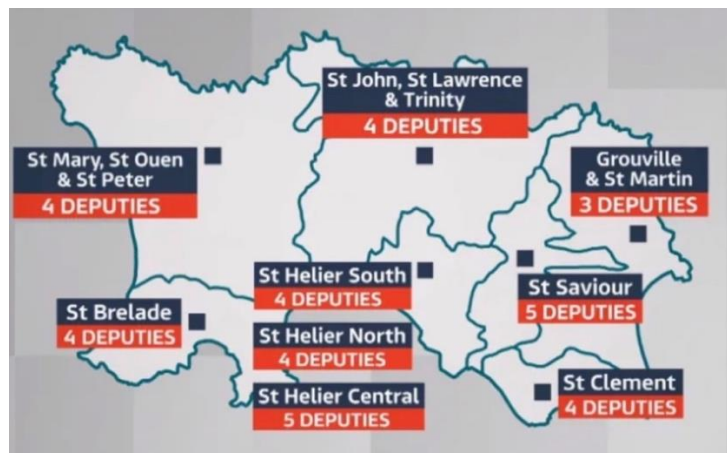 St John, St Lawrence
& Trinity
4 DEPUTIES
St Mary, St Ouen
& St Peter
4 DEPUTIES
Grouville
& St Martin
3 DEPUTIES
St Helier South
4 DEPUTIES
St Saviour
5 DEPUTIES
St Brelade
4 DEPUTIES
St Helier North
4 DEPUTIES
St Helier Central
5 DEPUTIES
St Clement
4 DEPUTIES